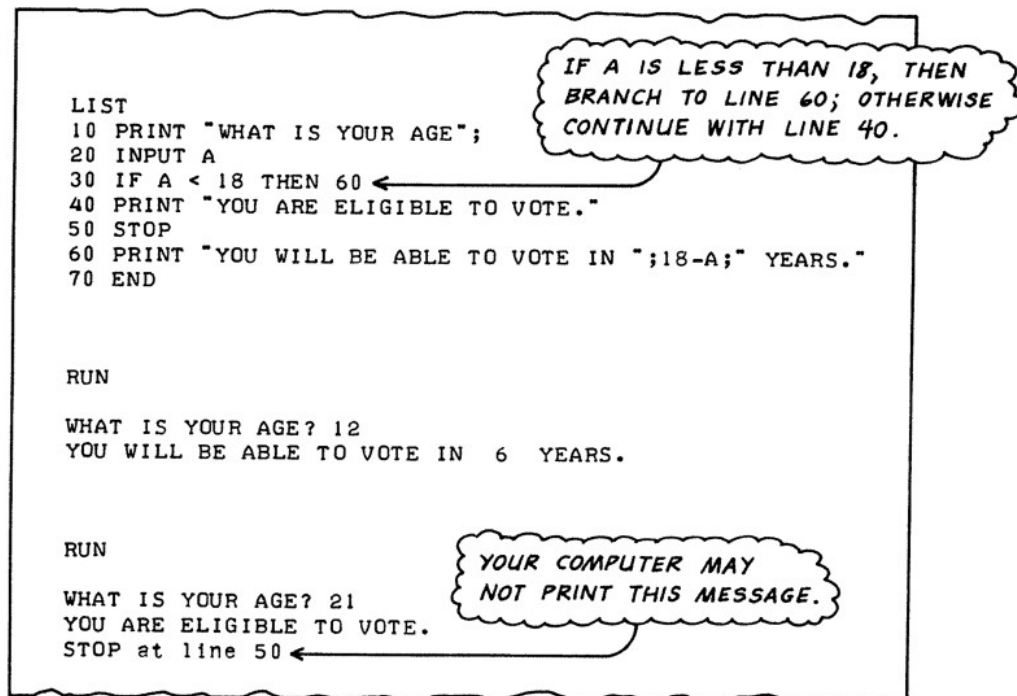 IF A IS LESS THAN 18, THEN
BRANCH TO LINE 60; OTHERWISE
CONTINUE WITH LINE 40.
LIST
10 PRINT "WHAT IS YOUR AGE";
20 INPUT A
30 IF A < 18 THEN 60
40 PRINT "YOU ARE ELIGIBLE TO VOTE."
50 STOP
60 PRINT "YOU WILL BE ABLE TO VOTE IN ";18-A;" YEARS."
70 END
RUN
WHAT IS YOUR AGE? 12
YOU WILL BE ABLE TO VOTE IN  6  YEARS.
RUN
YOUR COMPUTER MAY
NOT PRINT THIS MESSAGE.
WHAT IS YOUR AGE? 21
YOU ARE ELIGIBLE TO VOTE.
STOP at line 50